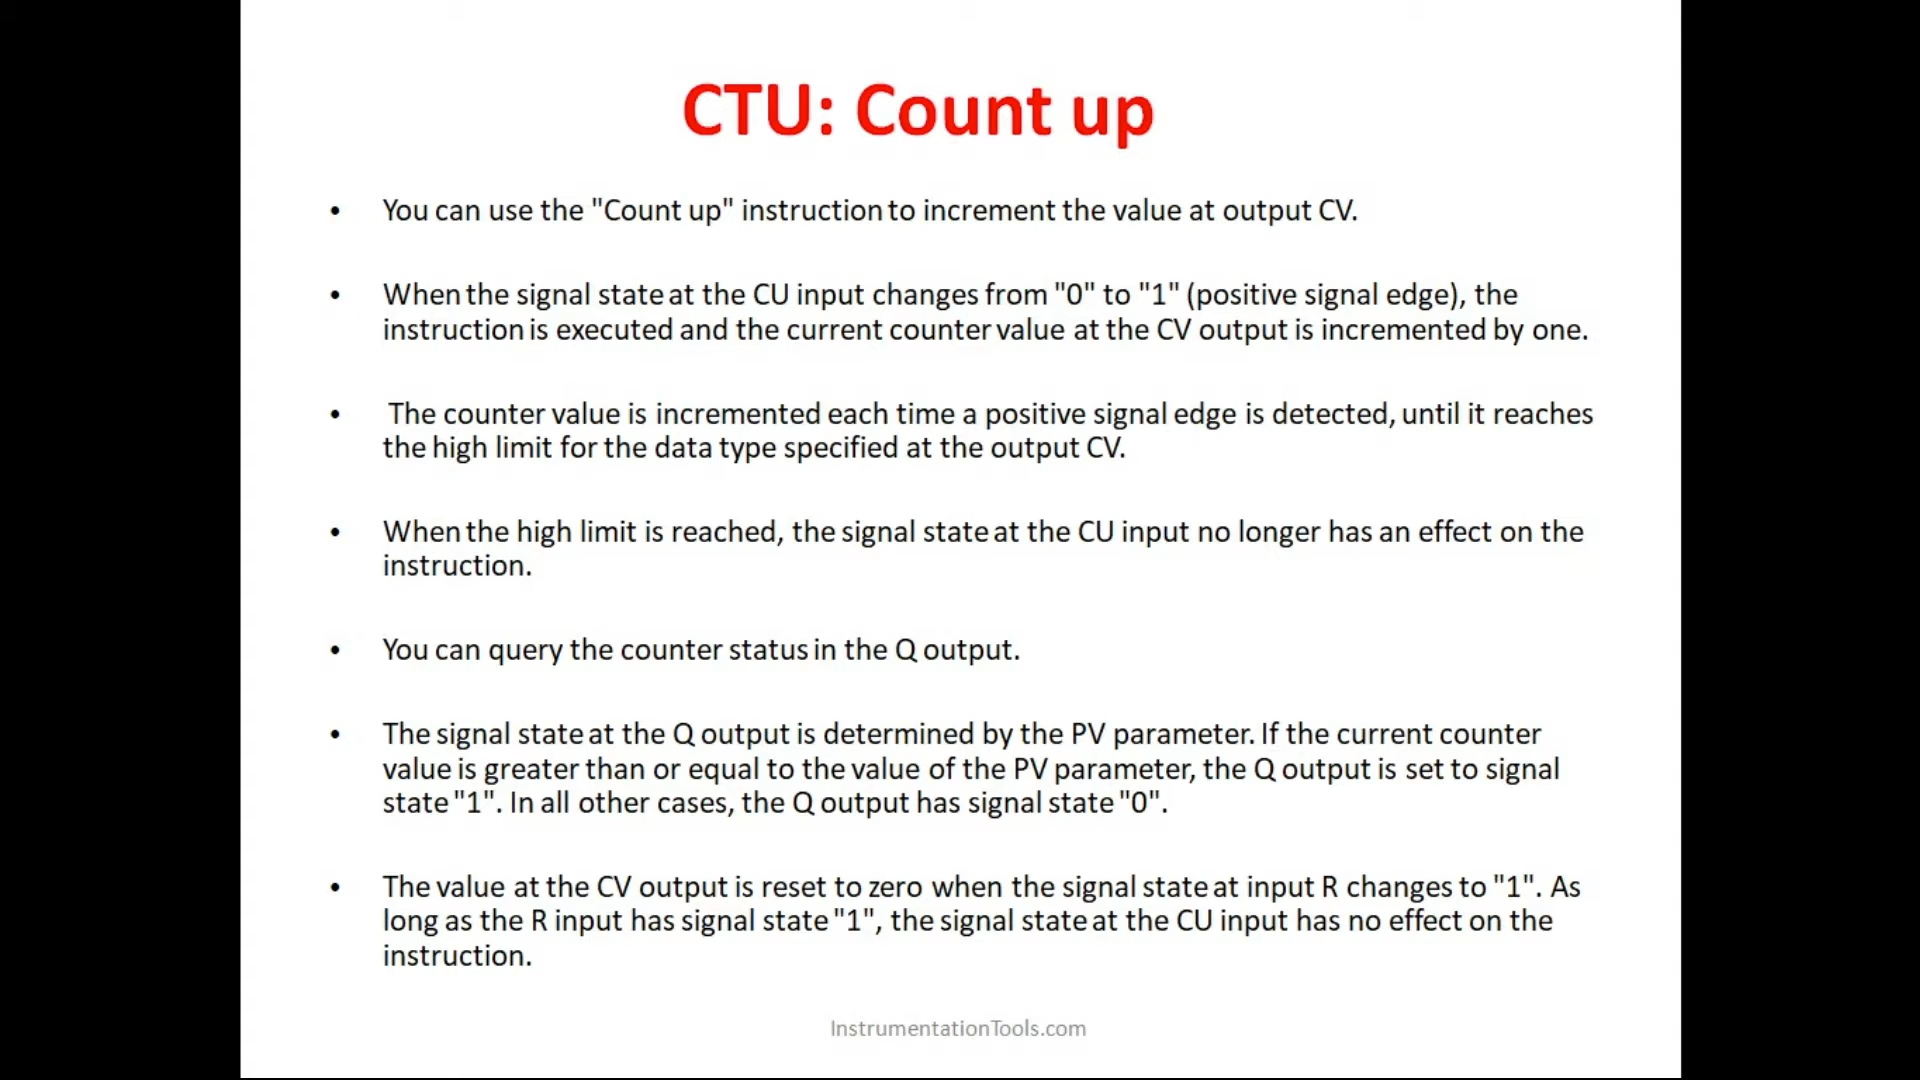 CTU: Count up
• You can use the "Count up" instruction to increment the value at output CV.
• When the signal state at the CU input changes from "0" to "1" (positive signal edge), the
instruction is executed and the current counter value at the CV output is incremented by one.
• The counter value is incremented each time a positive signal edge is detected, until it reaches
the high limit for the data type specified at the output CV.
• When the high limit is reached, the signal state at the CU input no longer has an effect on the
instruction.
• You can query the counter status in the Q output.
• The signal state at the Q output is determined by the PV parameter. If the current counter
value is greater than or equal to the value of the PV parameter, the Q output is set to signal
state "1". In all other cases, the Q output has signal state "0".
• The value at the CV output is reset to zero when the signal state at input R changes to "1". As
long as the R input has signal state "1", the signal state at the CU input has no effect on the
instruction.
InstrumentationTools.com